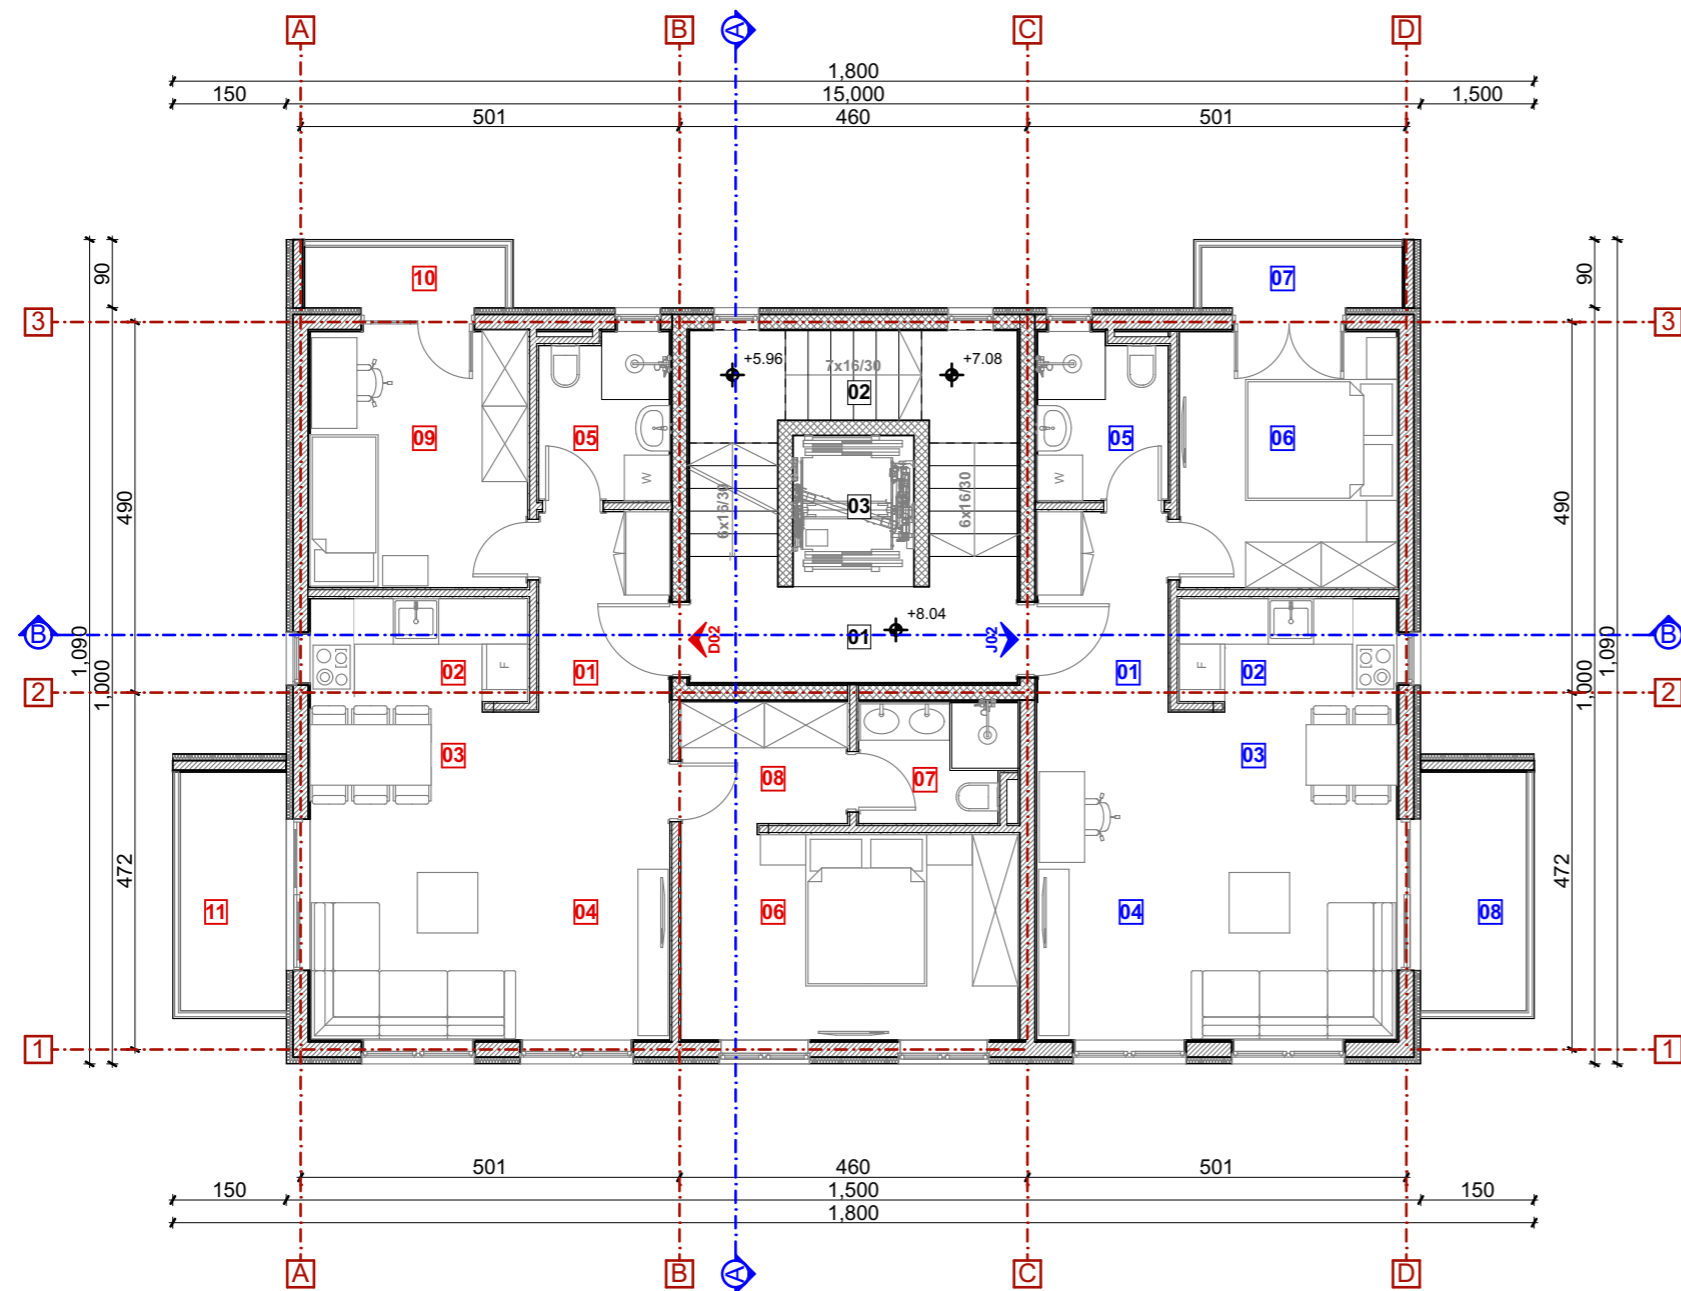 A B A C D
1,800
150 15,000 1,500
501 460 501
90 10 07 90
3 3
+5.96 7x16/30 +7.08
02
09 05 05 06
490 W 6x16/30 03 6x16/30 W 490
+8.04
B D02 01 J02 B
1,090 1,000 02 F 01 01 F 02 1,000 1,090
2 2
03 08 07 03
472 472
11 04 06 04 08
1 1
501 460 501
150 1,500 150
1,800
A B A C D